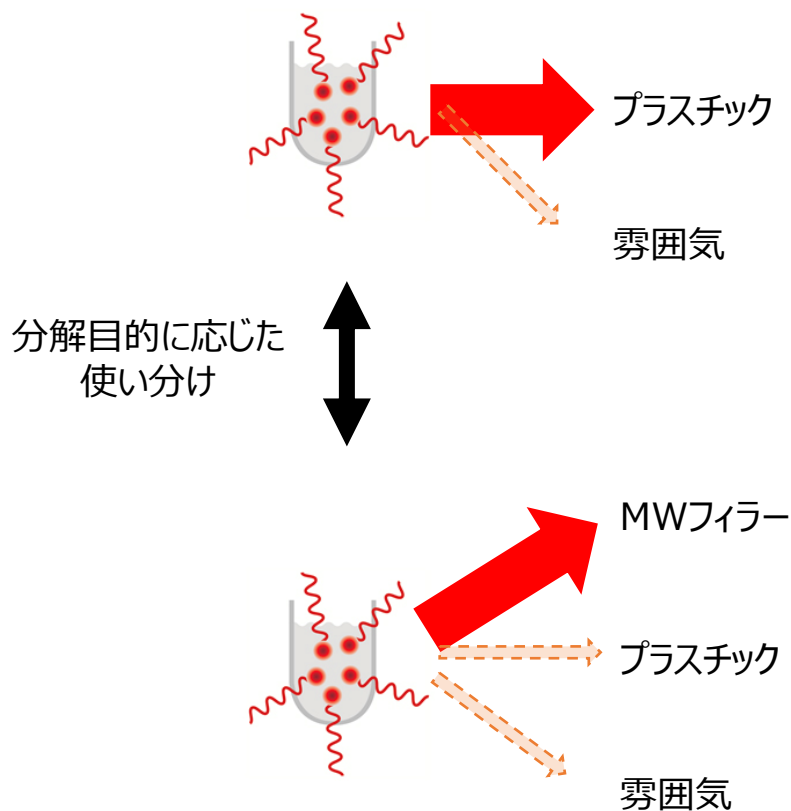 プラスチック
雰囲気
分解目的に応じた
使い分け
MWフィラー
プラスチック
雰囲気